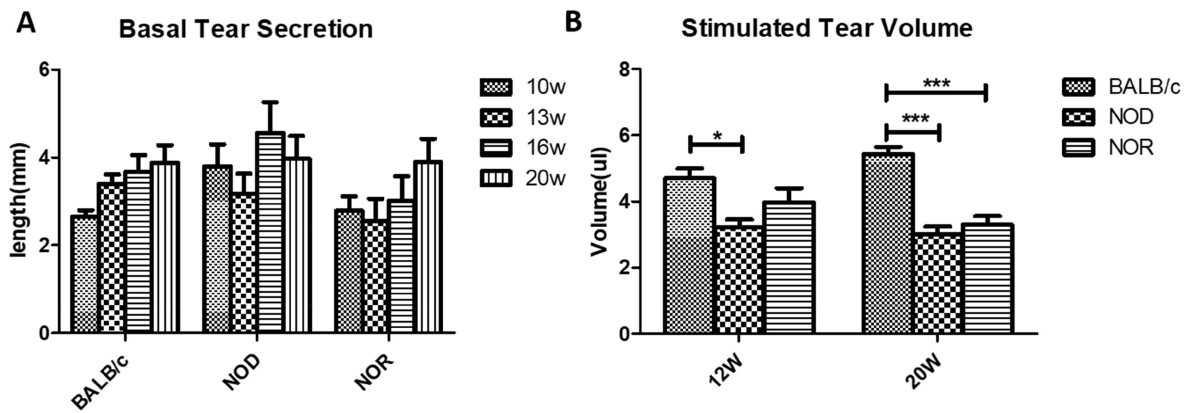 A
Basal Tear Secretion
length(mm)
6
4
2
0
BALB/c
NOD
NOR
10w
13w
16w
20w
B
Stimulated Tear Volume
Volume(ul)
8
6
4
2
0
*
***
***
12W
20W
BALB/c
NOD
NOR